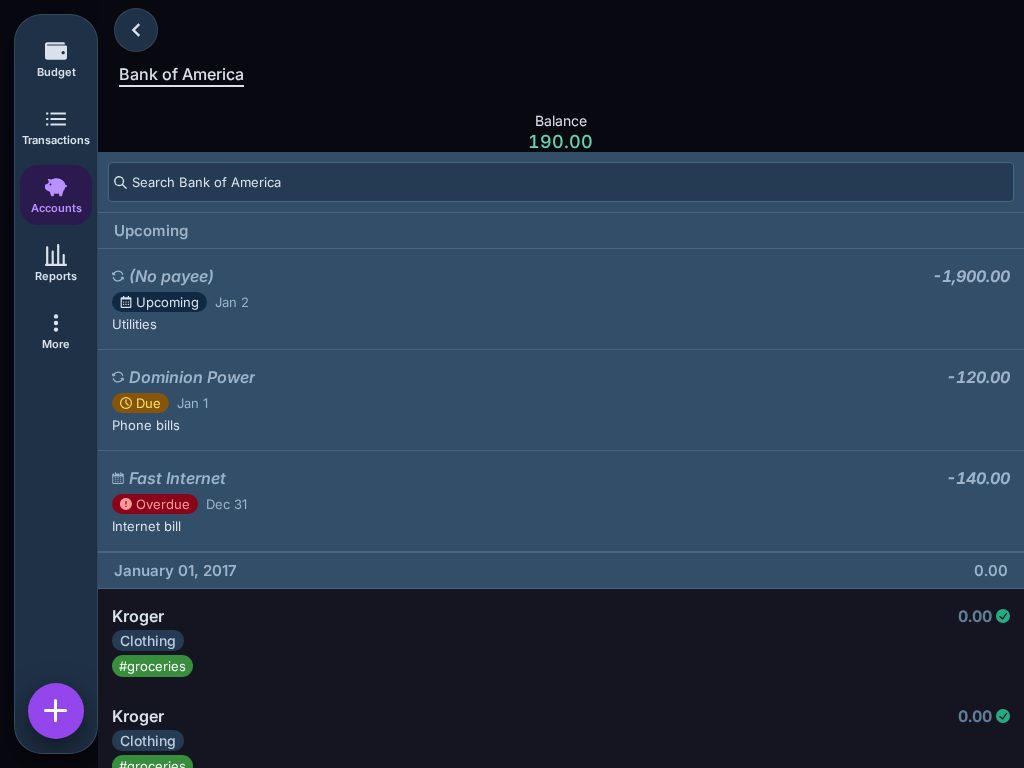 Budget
Transactions
Accounts
Reports
More
Bank of America
Balance
190.00
Search Bank of America
Upcoming
(No payee) -1,900.00
Upcoming Jan 2
Utilities
Dominion Power -120.00
Due Jan 1
Phone bills
Fast Internet -140.00
Overdue Dec 31
Internet bill
January 01, 2017 0.00
Kroger 0.00
Clothing
#groceries
Kroger 0.00
Clothing
#groceries